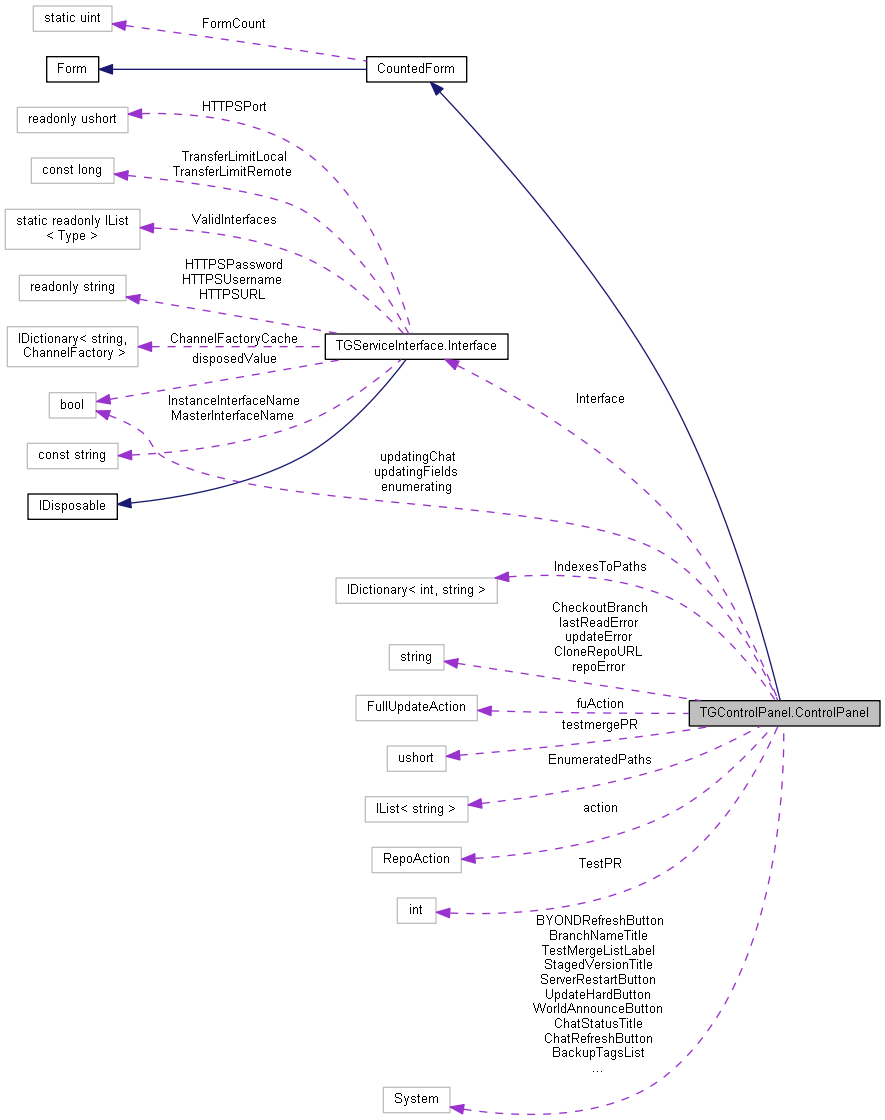 static uint
FormCount
Form
CountedForm
readonly ushort
HTTPSPort
const long
TransferLimitLocal
TransferLimitRemote
static readonly IList
< Type >
ValidInterfaces
readonly string
HTTPSPassword
HTTPSUsername
HTTPSURL
IDictionary< string,
ChannelFactory >
ChannelFactoryCache
TGServiceInterface.Interface
disposedValue
bool
InstanceInterfaceName
MasterInterfaceName
Interface
const string
updatingChat
updatingFields
enumerating
IDisposable
IDictionary< int, string >
IndexesToPaths
string
CheckoutBranch
lastReadError
updateError
CloneRepoURL
repoError
FullUpdateAction
fuAction
TGControlPanel.ControlPanel
ushort
testmergePR
IList< string >
EnumeratedPaths
RepoAction
action
int
TestPR
BYONDRefreshButton
BranchNameTitle
TestMergeListLabel
StagedVersionTitle
ServerRestartButton
UpdateHardButton
WorldAnnounceButton
ChatStatusTitle
ChatRefreshButton
BackupTagsList
...
System